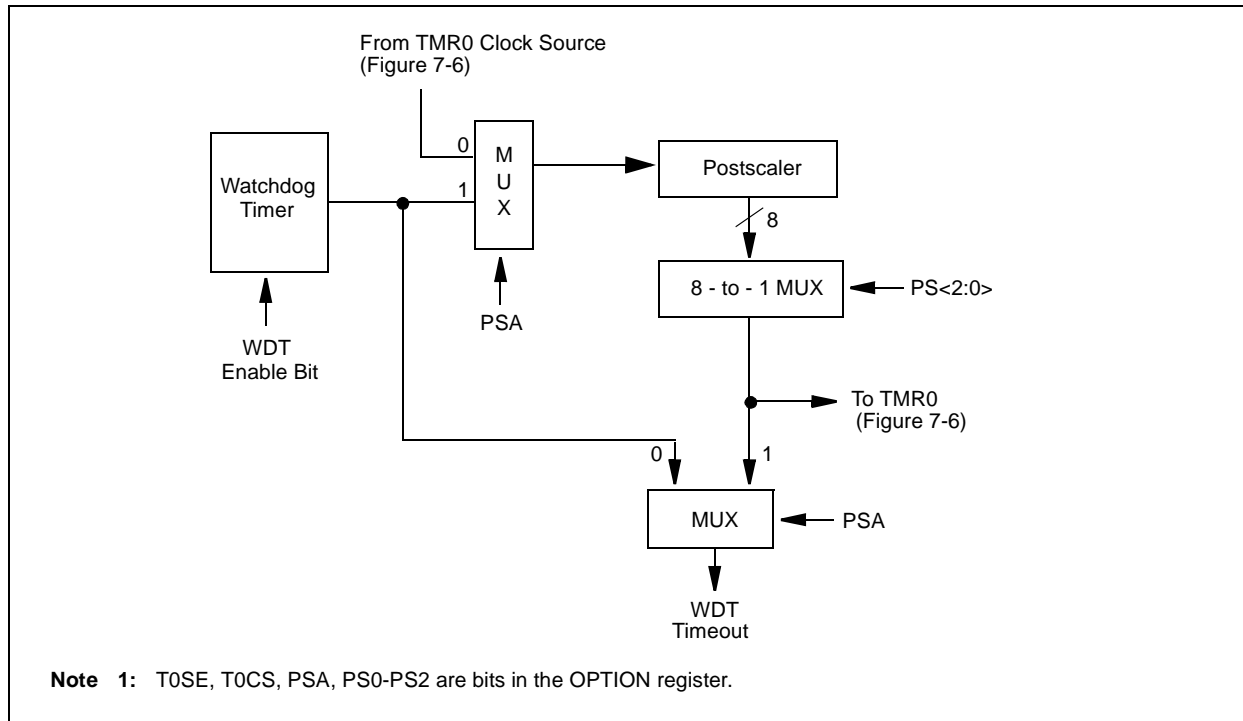 From TMR0 Clock Source
(Figure 7-6)
0
M
U
X
1
Watchdog
Timer
Postscaler
8
8 - to - 1 MUX
PS<2:0>
PSA
WDT
Enable Bit
To TMR0
(Figure 7-6)
0
1
MUX
PSA
WDT
Timeout
Note 1: T0SE, T0CS, PSA, PS0-PS2 are bits in the OPTION register.